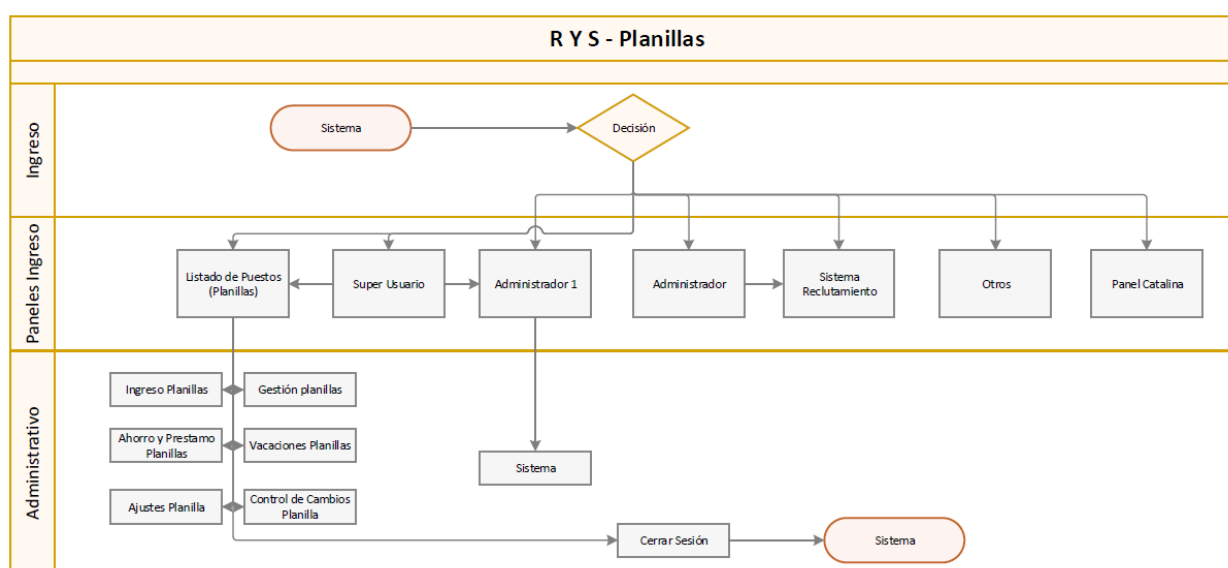 R Y S - Planillas
Ingreso
Sistema
Decisión
Paneles Ingreso
Listado de Puestos
(Planillas)
Super Usuario
Administrador 1
Administrador
Sistema
Reclutamiento
Otros
Panel Catalina
Administrativo
Ingreso Planillas
Gestión planillas
Ahorro y Prestamo
Planillas
Vacaciones Planillas
Sistema
Ajustes Planilla
Control de Cambios
Planilla
Cerrar Sesión
Sistema